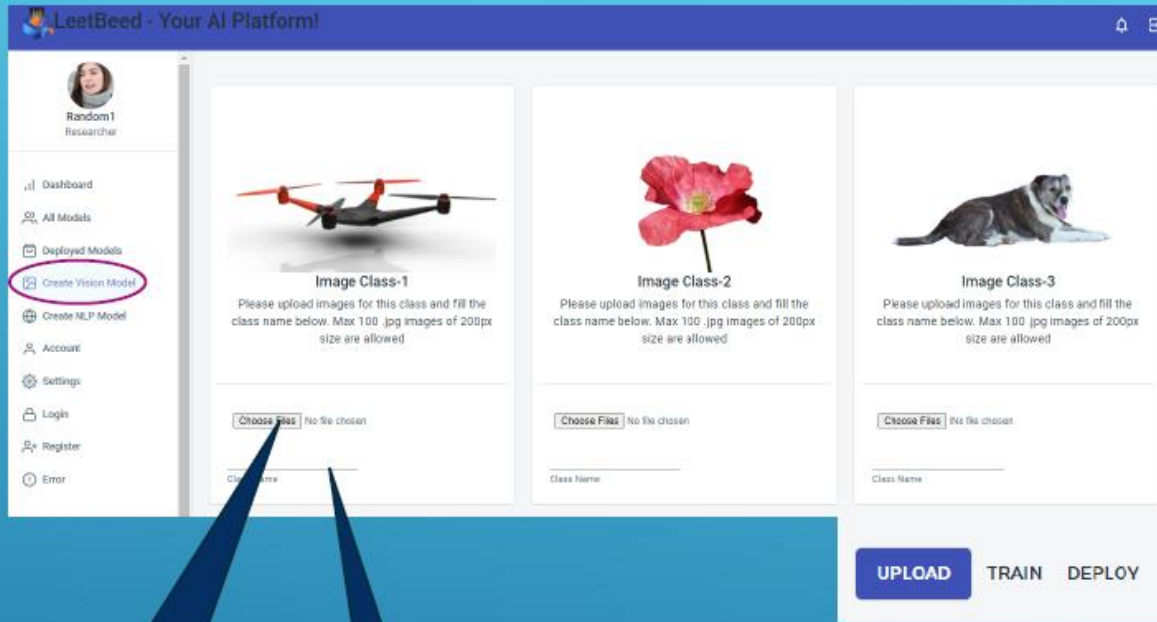 LeetBeed - Your AI Platform!
Random1
Researcher
Dashboard
All Models
Deployed Models
Create Vision Model
Create NLP Model
Account
Settings
Login
Register
Error
Image Class-1
Please upload images for this class and fill the
class name below. Max 100 .jpg images of 200px
size are allowed
Choose Files No file chosen
Image Class-2
Please upload images for this class and fill the
class name below. Max 100 .jpg images of 200px
size are allowed
Choose Files No file chosen
Class Name
Image Class-3
Please upload images for this class and fill the
class name below. Max 100 .jpg images of 200px
size are allowed
Choose Files No file chosen
Class Name
UPLOAD TRAIN DEPLOY